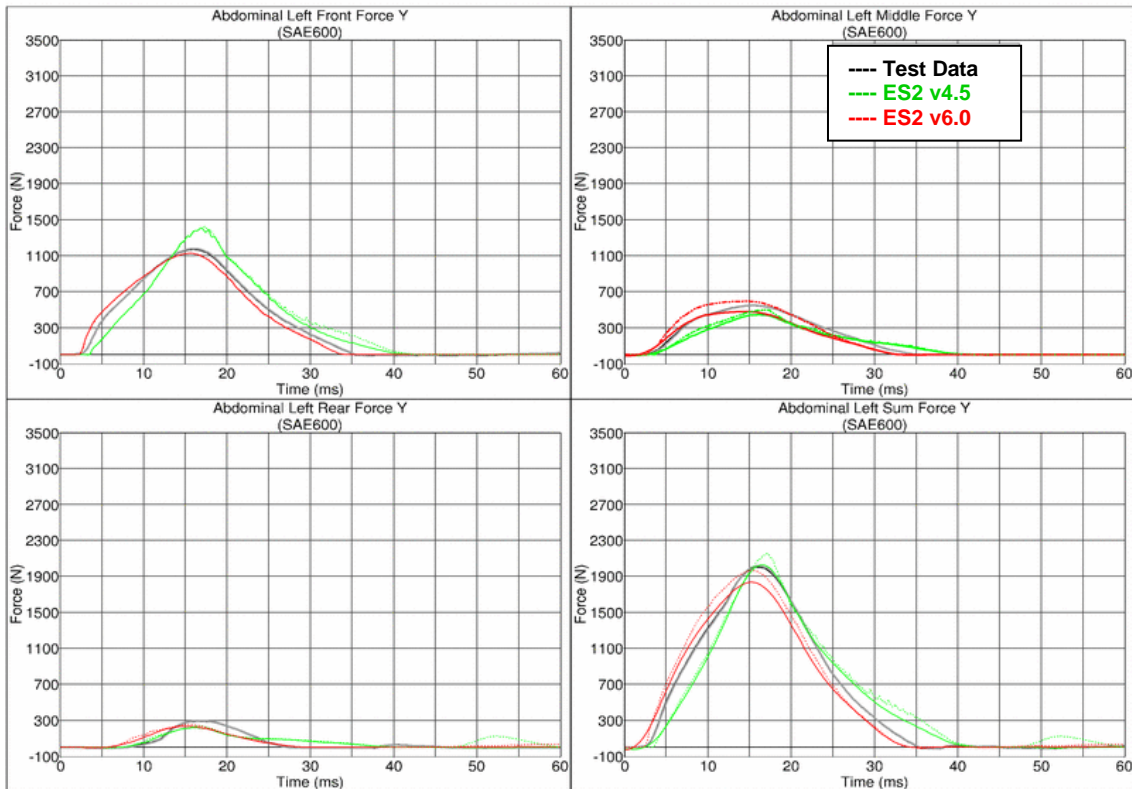 Abdominal Left Front Force Y
(SAE600)
3500
3100
2700
2300
1900
1500
1100
700
300
-100
Force (N)
0 10 20 30 40 50 60
Time (ms)
Abdominal Left Middle Force Y
(SAE600)
---- Test Data
---- ES2 v4.5
---- ES2 v6.0
3500
3100
2700
2300
1900
1500
1100
700
300
-100
Force (N)
0 10 20 30 40 50 60
Time (ms)
Abdominal Left Rear Force Y
(SAE600)
3500
3100
2700
2300
1900
1500
1100
700
300
-100
Force (N)
0 10 20 30 40 50 60
Time (ms)
Abdominal Left Sum Force Y
(SAE600)
3500
3100
2700
2300
1900
1500
1100
700
300
-100
Force (N)
0 10 20 30 40 50 60
Time (ms)